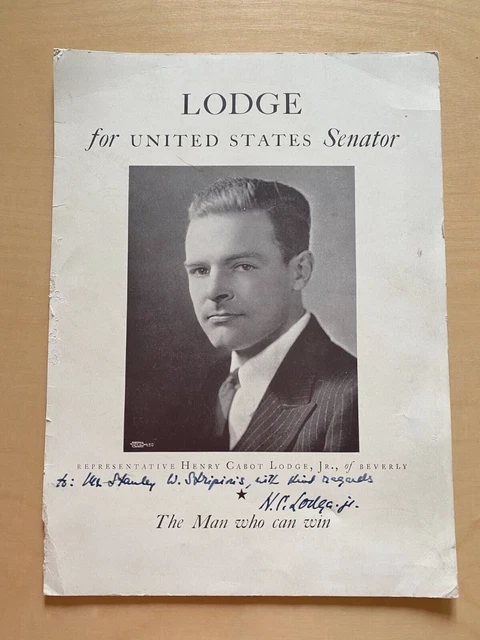 LODGE
for UNITED STATES Senator
REPRESENTATIVE HENRY CABOT LODGE, JR., of BEVERLY
to: Mr Stanley W. with kind regards
H.C. Lodge. jr.
The Man who can win